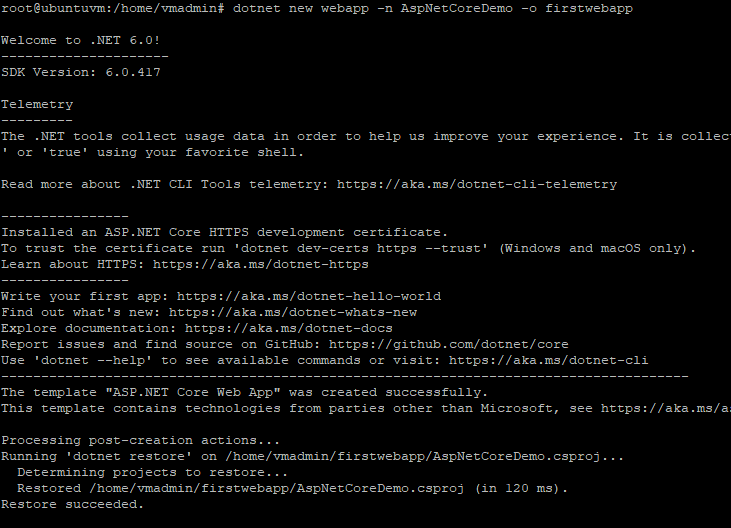 root@ubuntuvm:/home/vmadmin# dotnet new webapp -n AspNetCoreDemo -o firstwebapp
Welcome to .NET 6.0!
---------------------
SDK Version: 6.0.417
Telemetry
---------
The .NET tools collect usage data in order to help us improve your experience. It is collec
' or 'true' using your favorite shell.
Read more about .NET CLI Tools telemetry: https://aka.ms/dotnet-cli-telemetry
----------------
Installed an ASP.NET Core HTTPS development certificate.
To trust the certificate run 'dotnet dev-certs https --trust' (Windows and macOS only).
Learn about HTTPS: https://aka.ms/dotnet-https
----------------
Write your first app: https://aka.ms/dotnet-hello-world
Find out what's new: https://aka.ms/dotnet-whats-new
Explore documentation: https://aka.ms/dotnet-docs
Report issues and find source on GitHub: https://github.com/dotnet/core
Use 'dotnet --help' to see available commands or visit: https://aka.ms/dotnet-cli
--------------------------------------------------------------------------------------
The template "ASP.NET Core Web App" was created successfully.
This template contains technologies from parties other than Microsoft, see https://aka.ms/as
Processing post-creation actions...
Running 'dotnet restore' on /home/vmadmin/firstwebapp/AspNetCoreDemo.csproj...
  Determining projects to restore...
  Restored /home/vmadmin/firstwebapp/AspNetCoreDemo.csproj (in 120 ms).
Restore succeeded.